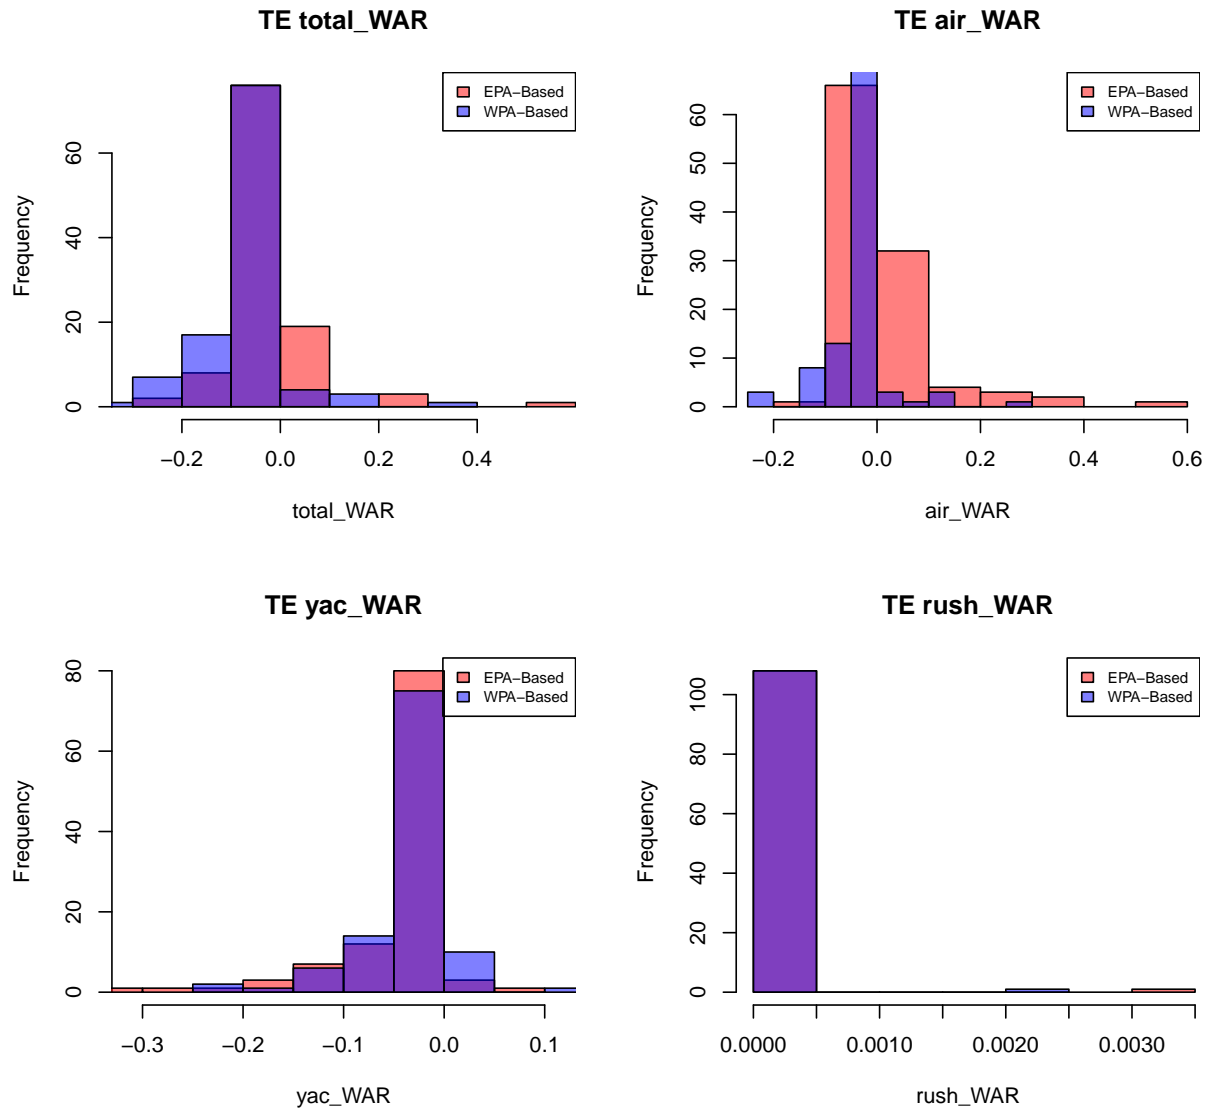 TE total_WAR
EPA−Based
WPA−Based
Frequency
0 20 40 60
−0.2 0.0 0.2 0.4
total_WAR
TE air_WAR
EPA−Based
WPA−Based
Frequency
0 10 20 30 40 50 60
−0.2 0.0 0.2 0.4 0.6
air_WAR
TE yac_WAR
EPA−Based
WPA−Based
Frequency
0 20 40 60 80
−0.3 −0.2 −0.1 0.0 0.1
yac_WAR
TE rush_WAR
EPA−Based
WPA−Based
Frequency
0 20 40 60 80 100
0.0000 0.0010 0.0020 0.0030
rush_WAR